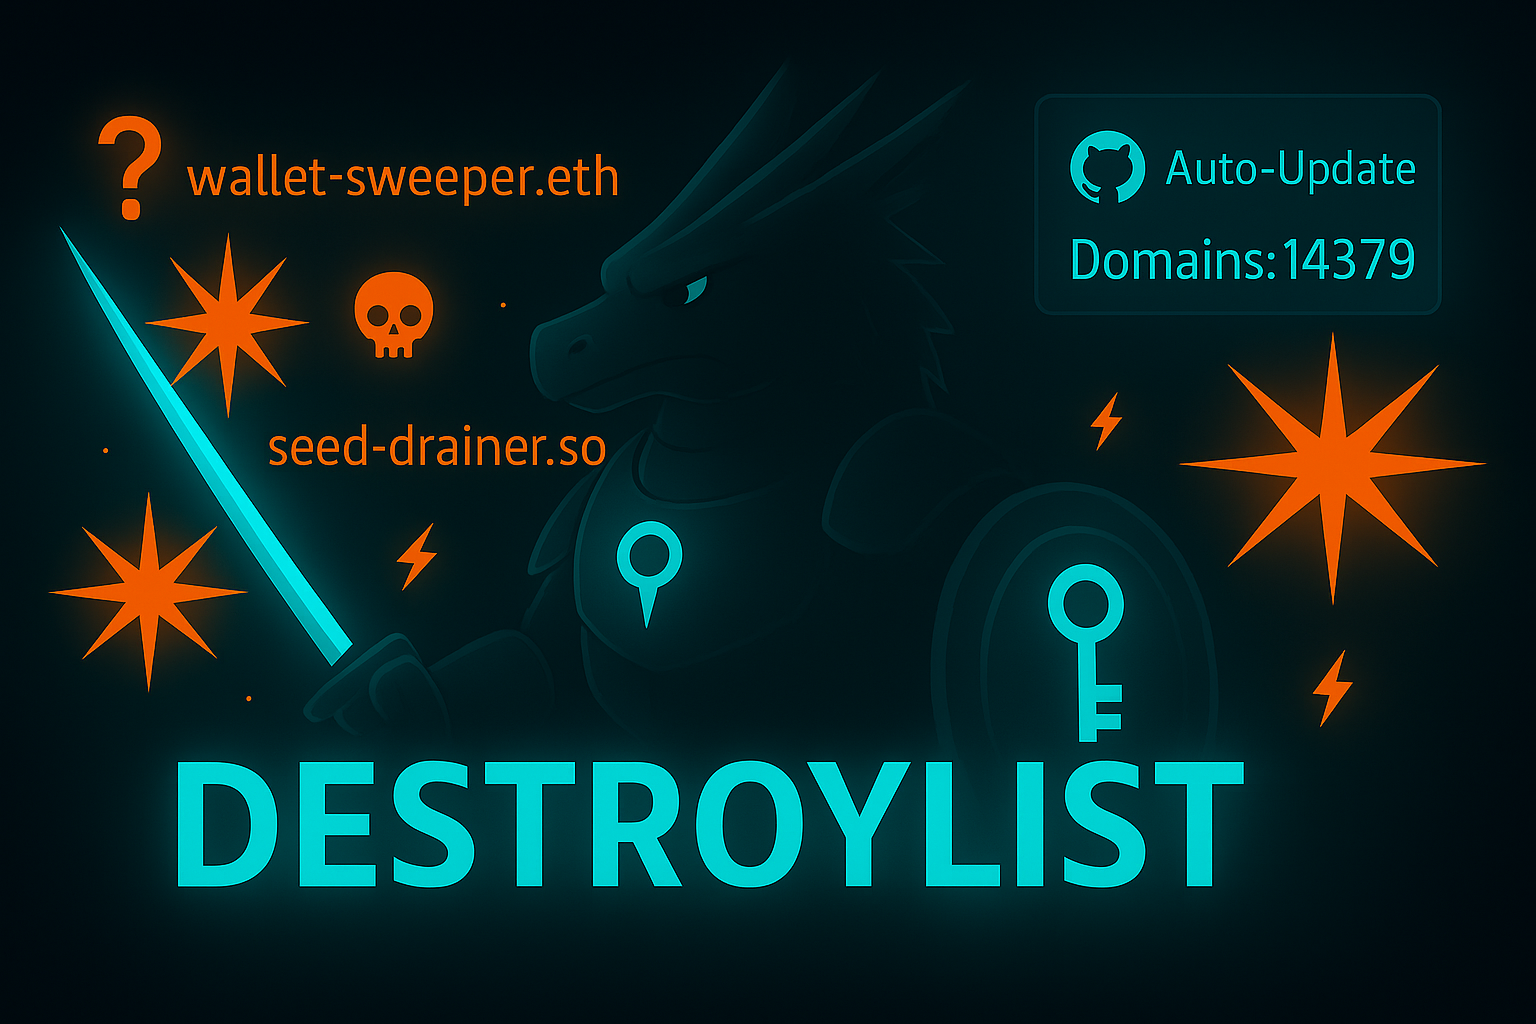 ?
wallet-sweeper.eth
seed-drainer.so
Auto-Update
Domains: 14379
DESTROYLIST